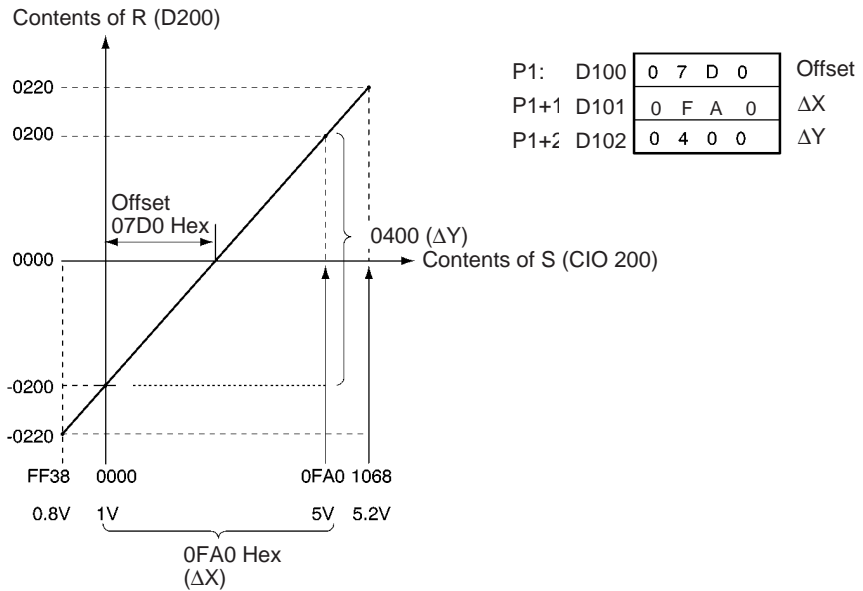 Contents of R (D200)
0220
0200
Offset
07D0 Hex
0400 (ΔY)
0000
Contents of S (CIO 200)
-0200
-0220
FF38 0000 0FA0 1068
0.8V 1V 5V 5.2V
0FA0 Hex
(ΔX)
P1: D100 0 7 D 0 Offset
P1+1 D101 0 F A 0 ΔX
P1+2 D102 0 4 0 0 ΔY